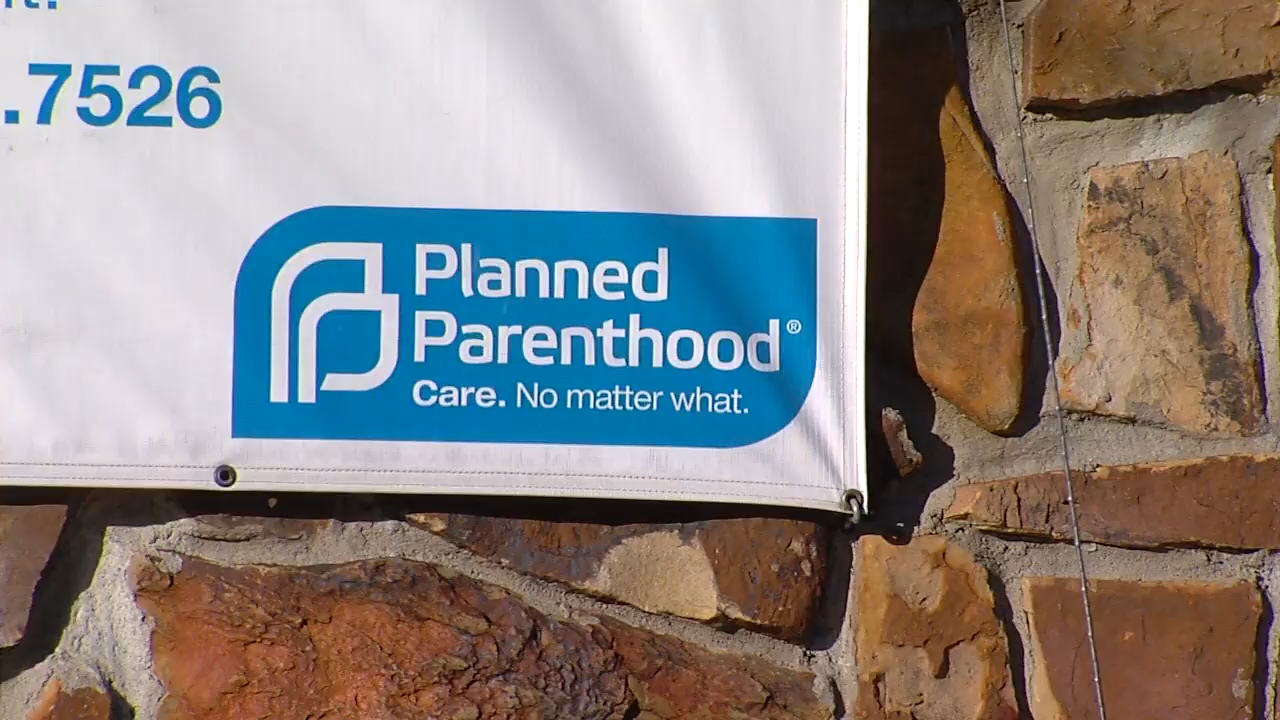 .7526
Planned
Parenthood®
Care. No matter what.